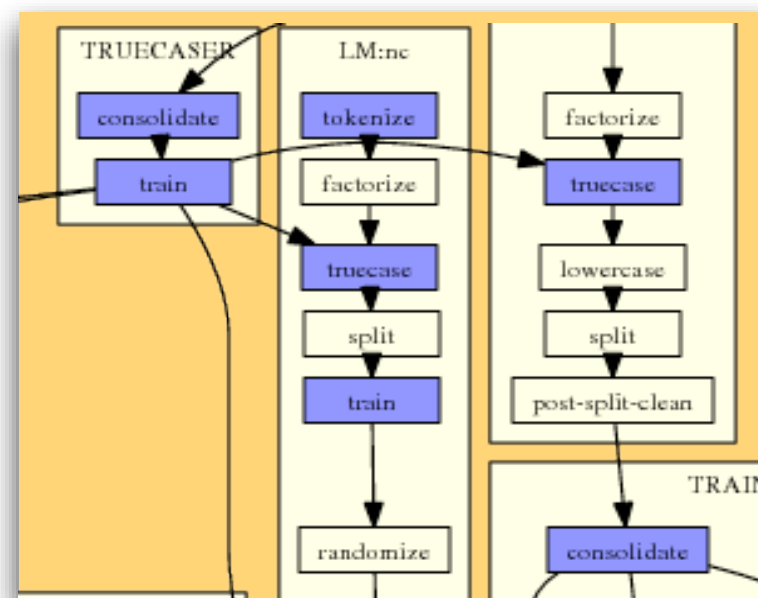 TRUECASER
consolidate
train
LM:nc
tokenize
factorize
truecase
split
train
randomize
factorize
truecase
lowercase
split
post-split-clean
TRAIN
consolidate